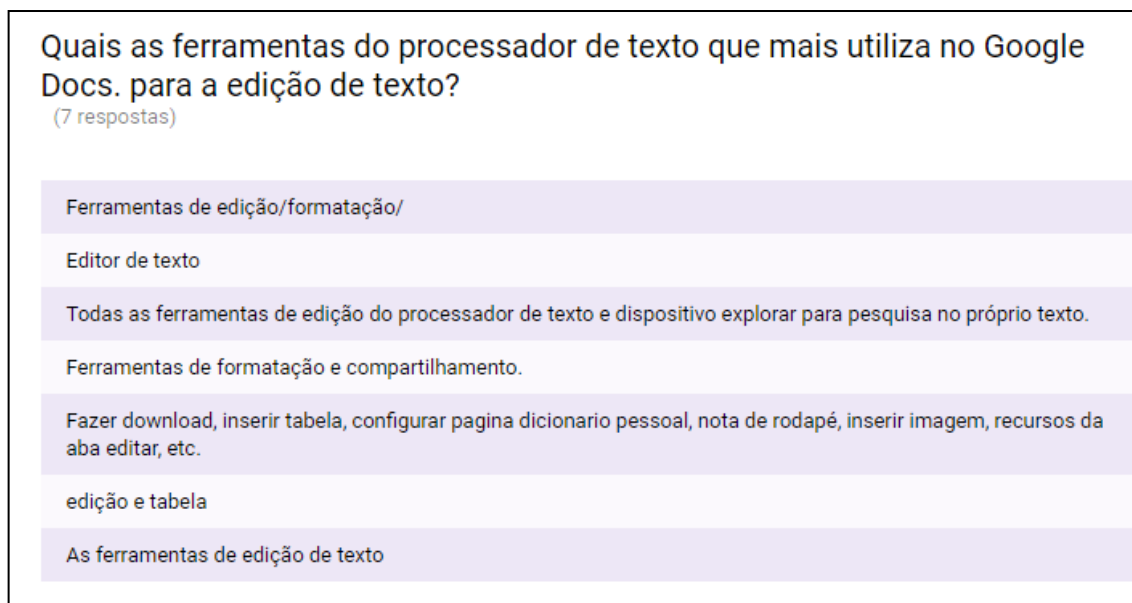 Quais as ferramentas do processador de texto que mais utiliza no Google
Docs. para a edição de texto?
(7 respostas)
Ferramentas de edição/formatação/
Editor de texto
Todas as ferramentas de edição do processador de texto e dispositivo explorar para pesquisa no próprio texto.
Ferramentas de formatação e compartilhamento.
Fazer download, inserir tabela, configurar pagina dicionario pessoal, nota de rodapé, inserir imagem, recursos da
aba editar, etc.
edição e tabela
As ferramentas de edição de texto